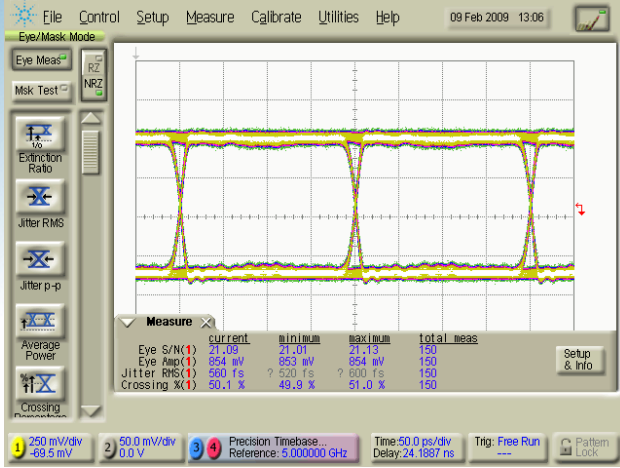 File Control Setup Measure Calibrate Utilities Help 09 Feb 2009 13:06
Eye/Mask Mode
Eye Meas
RZ
NRZ
Msk Test
1/0
Extinction
Ratio
Jitter RMS
Jitter p-p
Average
Power
Crossing
Percentage
Measure
current minimum maximum total meas
Eye S/N(1) 21.09 21.01 21.13 150
Eye Amp(1) 854 mV 853 mV 854 mV 150
Jitter RMS(1) 560 fs ? 520 fs ? 600 fs 150
Crossing %(1) 50.1 % 49.9 % 51.0 % 150
Setup
& Info
1 250 mV/div
-69.5 mV
2 50.0 mV/div
0.0 V
3 4 Precision Timebase...
Reference: 5.000000 GHz
Time:50.0 ps/div
Delay:24.1887 ns
Trig: Free Run
---
Pattern
Lock